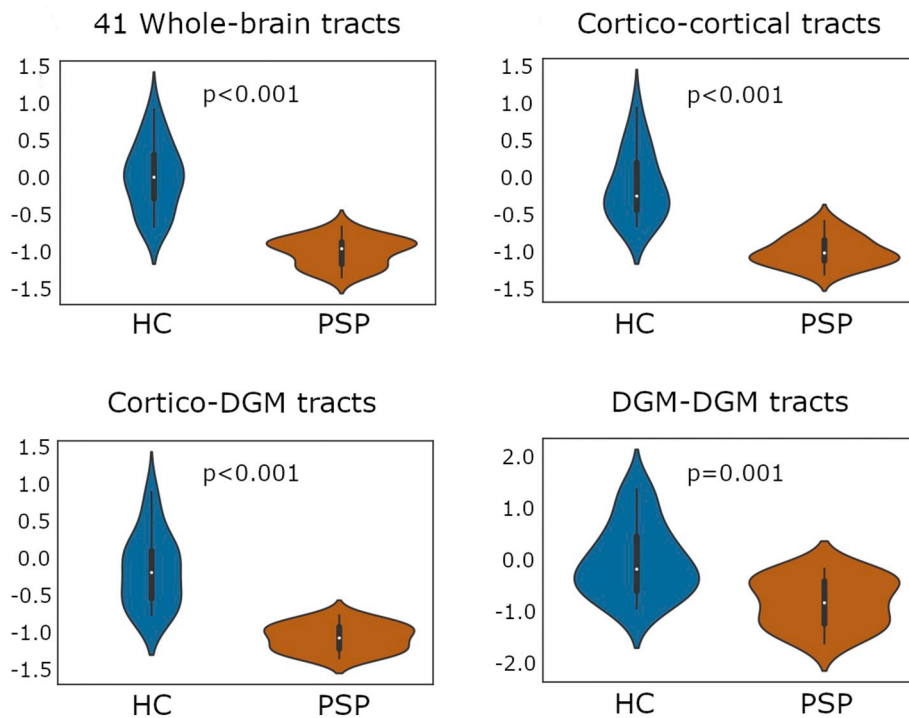 41 Whole-brain tracts
1.5
1.0
0.5
0.0
-0.5
-1.0
-1.5
p<0.001
HC PSP
Cortico-cortical tracts
1.5
1.0
0.5
0.0
-0.5
-1.0
-1.5
p<0.001
HC PSP
Cortico-DGM tracts
1.5
1.0
0.5
0.0
-0.5
-1.0
-1.5
p<0.001
HC PSP
DGM-DGM tracts
2.0
1.0
0.0
-1.0
-2.0
p=0.001
HC PSP